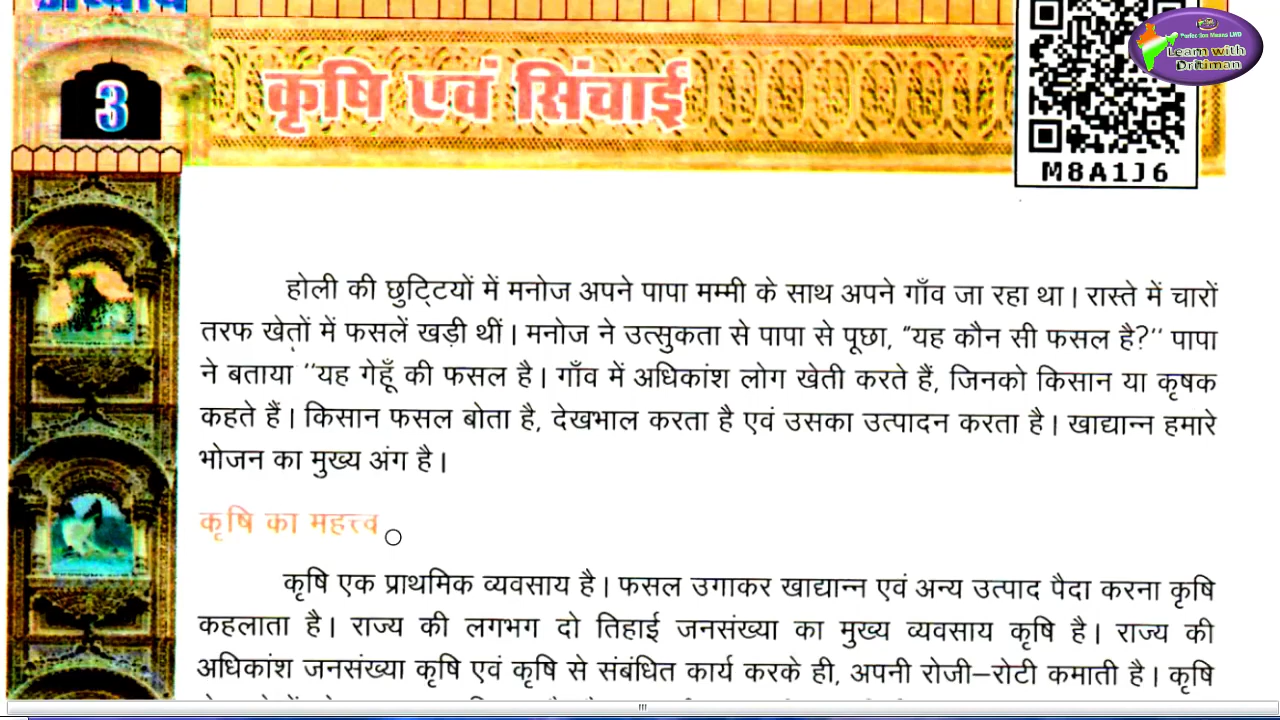 अध्याय
3
कृषि एवं सिंचाई
Learn with
Dritiman
M8A1J6
होली की छुट्टियों में मनोज अपने पापा मम्मी के साथ अपने गाँव जा रहा था। रास्ते में चारों
तरफ खेतों में फसलें खड़ी थीं। मनोज ने उत्सुकता से पापा से पूछा, "यह कौन सी फसल है?'' पापा
ने बताया ''यह गेहूँ की फसल है। गाँव में अधिकांश लोग खेती करते हैं, जिनको किसान या कृषक
कहते हैं। किसान फसल बोता है, देखभाल करता है एवं उसका उत्पादन करता है। खाद्यान्न हमारे
भोजन का मुख्य अंग है।
कृषि का महत्त्व
कृषि एक प्राथमिक व्यवसाय है। फसल उगाकर खाद्यान्न एवं अन्य उत्पाद पैदा करना कृषि
कहलाता है। राज्य की लगभग दो तिहाई जनसंख्या का मुख्य व्यवसाय कृषि है। राज्य की
अधिकांश जनसंख्या कृषि एवं कृषि से संबंधित कार्य करके ही, अपनी रोजी–रोटी कमाती है। कृषि